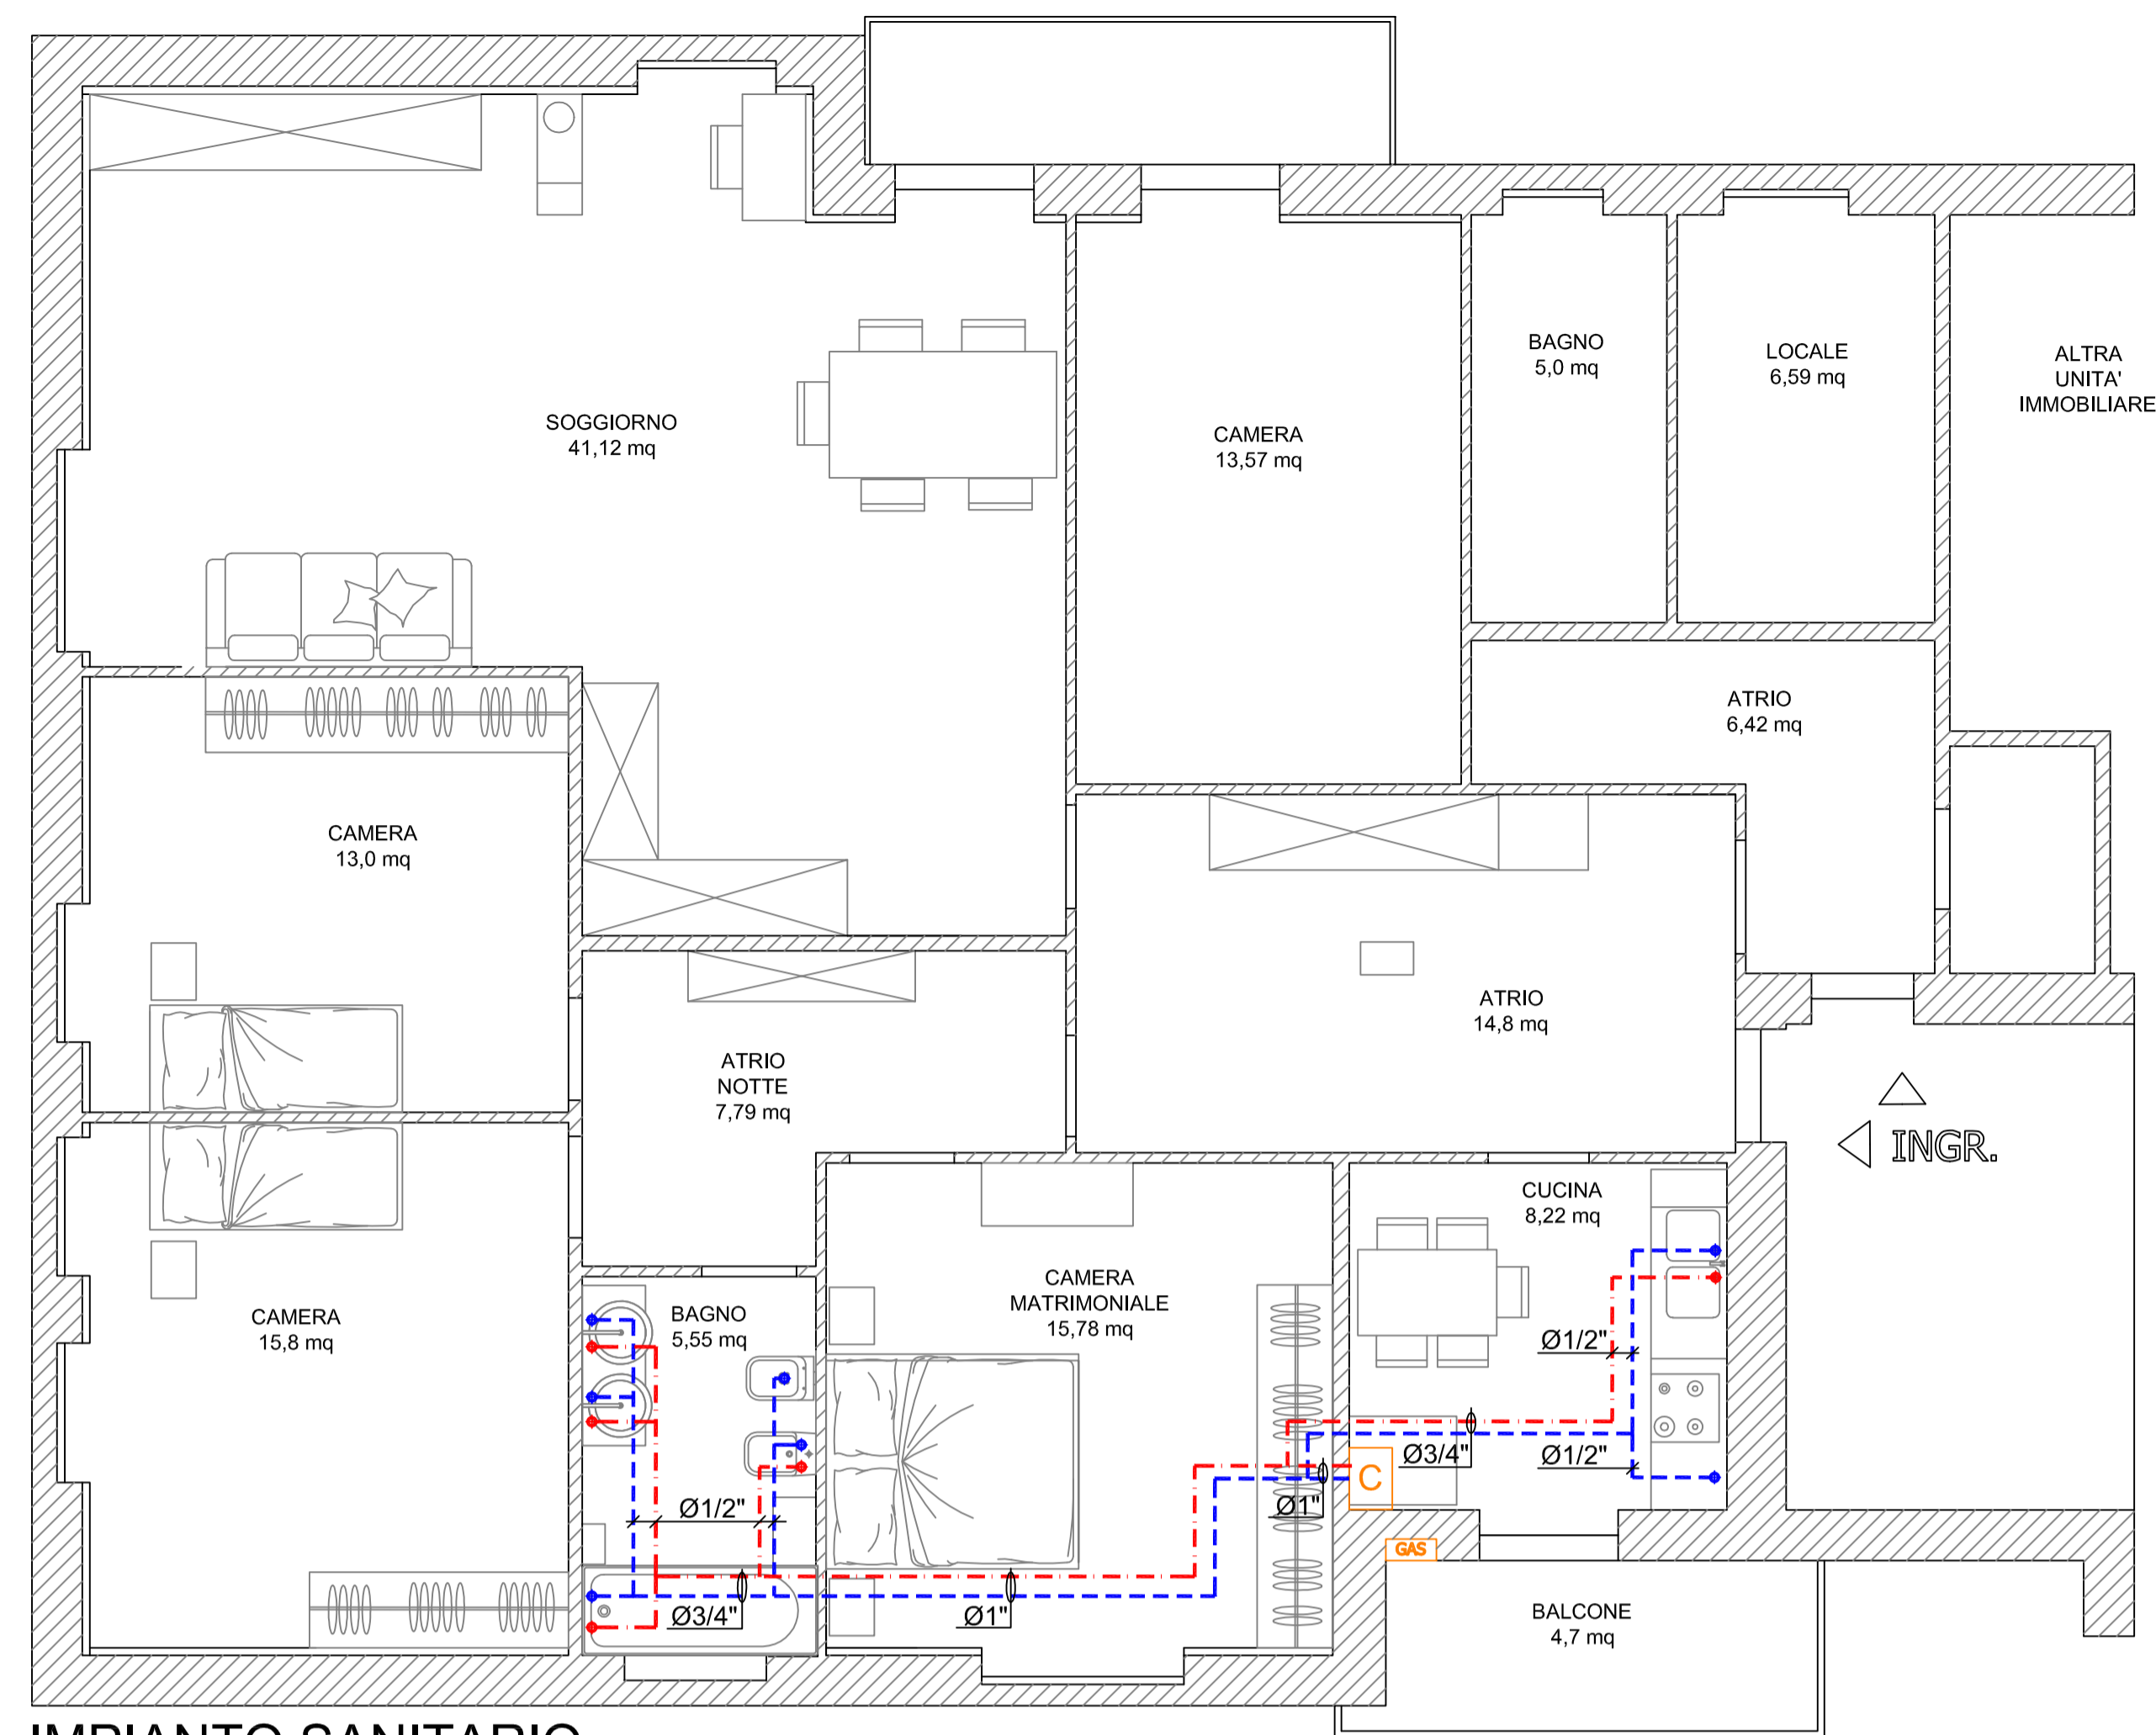 SOGGIORNO
41,12 mq
CAMERA
13,57 mq
BAGNO
5,0 mq
LOCALE
6,59 mq
ALTRA
UNITA'
IMMOBILIARE
ATRIO
6,42 mq
CAMERA
13,0 mq
ATRIO
NOTTE
7,79 mq
ATRIO
14,8 mq
INGR.
CAMERA
15,8 mq
BAGNO
5,55 mq
CAMERA
MATRIMONIALE
15,78 mq
CUCINA
8,22 mq
Ø1/2"
Ø3/4"
Ø1/2"
C
Ø1"
Ø1/2"
GAS
Ø3/4"
Ø1"
BALCONE
4,7 mq
IMPIANTO SANITARIO